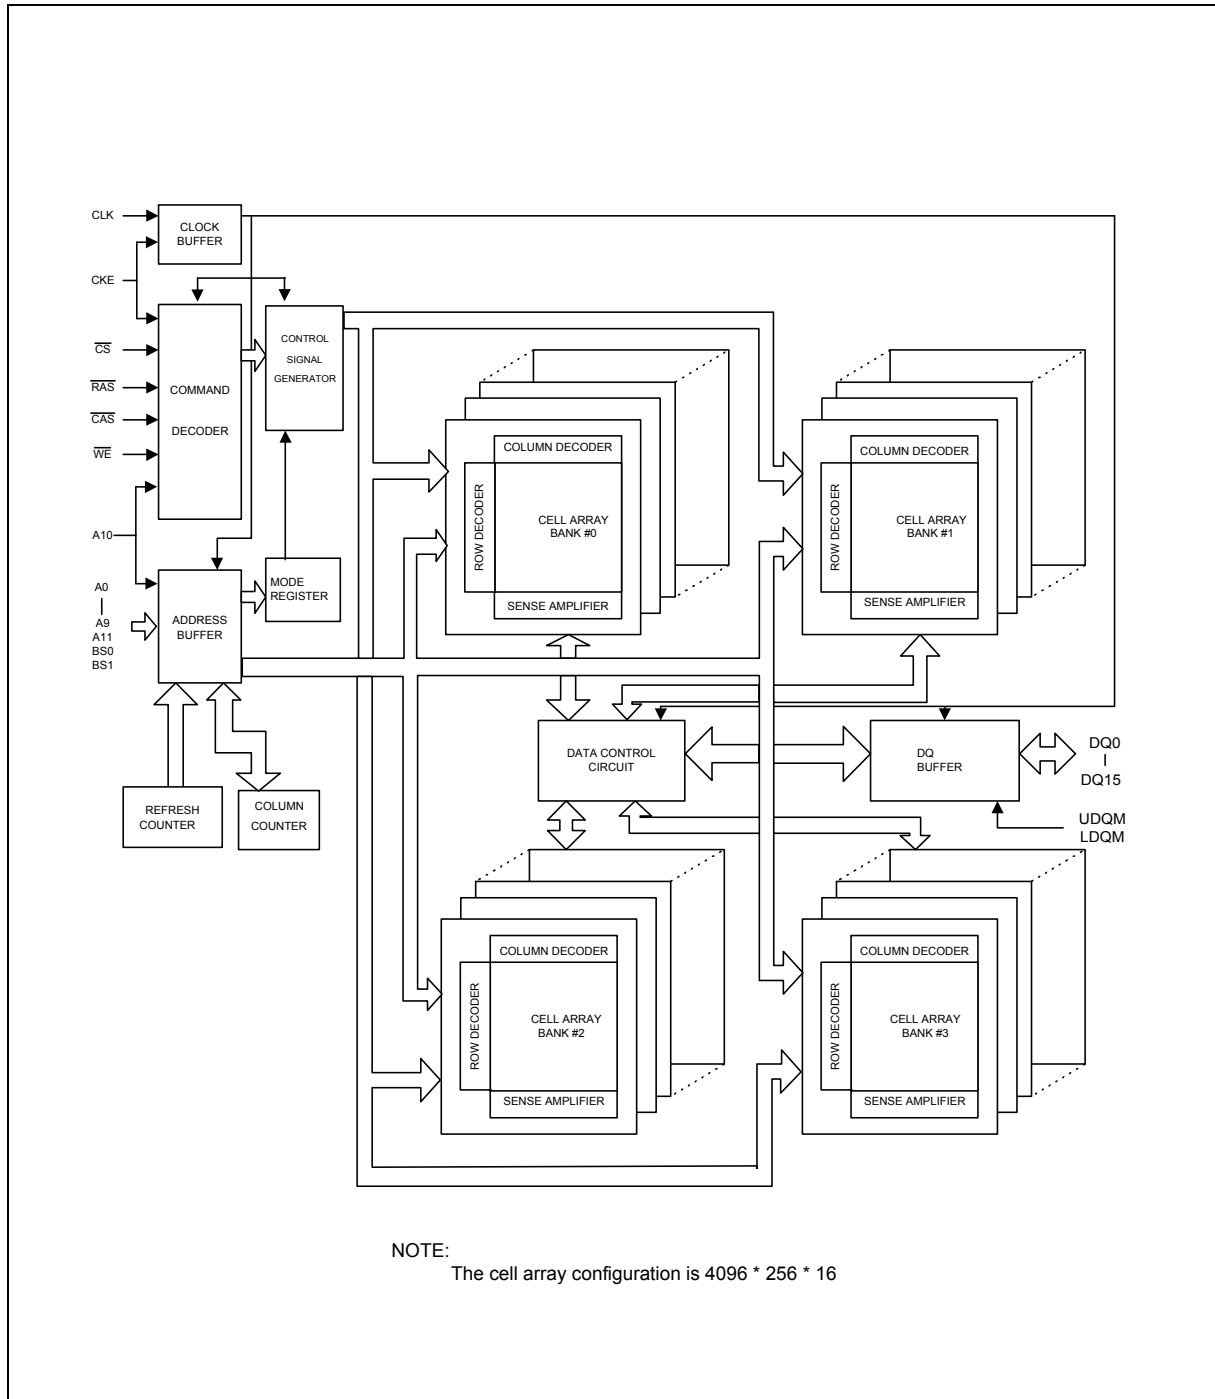 CLK
CLOCK
BUFFER
CKE
CS
RAS
CAS
WE
COMMAND
DECODER
CONTROL
SIGNAL
GENERATOR
A10
A0
A9
A11
BS0
BS1
ADDRESS
BUFFER
MODE
REGISTER
REFRESH
COUNTER
COLUMN
COUNTER
COLUMN DECODER
ROW DECODER
CELL ARRAY
BANK #0
SENSE AMPLIFIER
COLUMN DECODER
ROW DECODER
CELL ARRAY
BANK #1
SENSE AMPLIFIER
DATA CONTROL
CIRCUIT
DQ
BUFFER
DQ0
DQ15
UDQM
LDQM
COLUMN DECODER
ROW DECODER
CELL ARRAY
BANK #2
SENSE AMPLIFIER
COLUMN DECODER
ROW DECODER
CELL ARRAY
BANK #3
SENSE AMPLIFIER
NOTE:
The cell array configuration is 4096 * 256 * 16